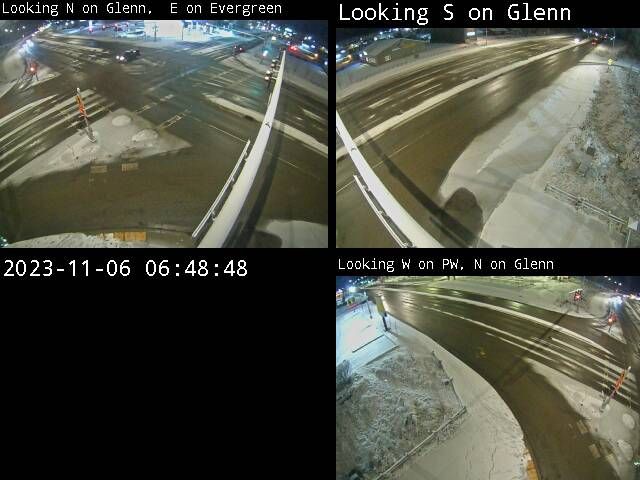 Looking N on Glenn,  E on Evergreen
Looking S on Glenn
2023-11-06 06:48:48
Looking W on PW, N on Glenn